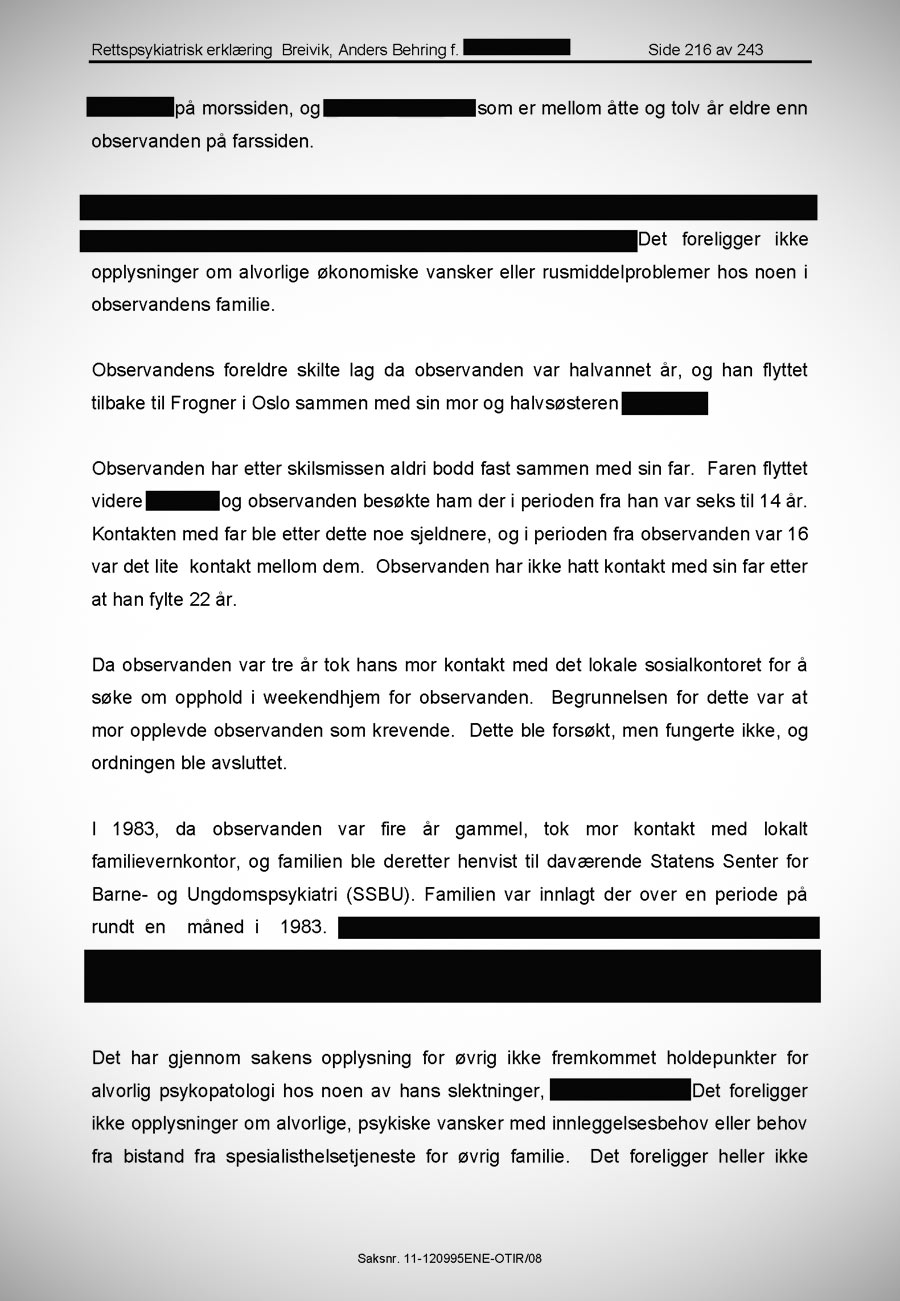 Rettspsykiatrisk erklæring  Breivik, Anders Behring f. Side 216 av 243
på morssiden, og som er mellom åtte og tolv år eldre enn
observanden på farssiden.
Det foreligger ikke
opplysninger om alvorlige økonomiske vansker eller rusmiddelproblemer hos noen i
observandens familie.
Observandens foreldre skilte lag da observanden var halvannet år, og han flyttet
tilbake til Frogner i Oslo sammen med sin mor og halvsøsteren
Observanden har etter skilsmissen aldri bodd fast sammen med sin far.  Faren flyttet
videre og observanden besøkte ham der i perioden fra han var seks til 14 år.
Kontakten med far ble etter dette noe sjeldnere, og i perioden fra observanden var 16
var det lite  kontakt mellom dem.  Observanden har ikke hatt kontakt med sin far etter
at han fylte 22 år.
Da observanden var tre år tok hans mor kontakt med det lokale sosialkontoret for å
søke om opphold i weekendhjem for observanden.  Begrunnelsen for dette var at
mor opplevde observanden som krevende.  Dette ble forsøkt, men fungerte ikke, og
ordningen ble avsluttet.
I 1983, da observanden var fire år gammel, tok mor kontakt med lokalt
familievernkontor, og familien ble deretter henvist til daværende Statens Senter for
Barne- og Ungdomspsykiatri (SSBU). Familien var innlagt der over en periode på
rundt en  måned i  1983.
Det har gjennom sakens opplysning for øvrig ikke fremkommet holdepunkter for
alvorlig psykopatologi hos noen av hans slektninger, Det foreligger
ikke opplysninger om alvorlige, psykiske vansker med innleggelsesbehov eller behov
fra bistand fra spesialisthelsetjeneste for øvrig familie.  Det foreligger heller ikke
Saksnr. 11-120995ENE-OTIR/08